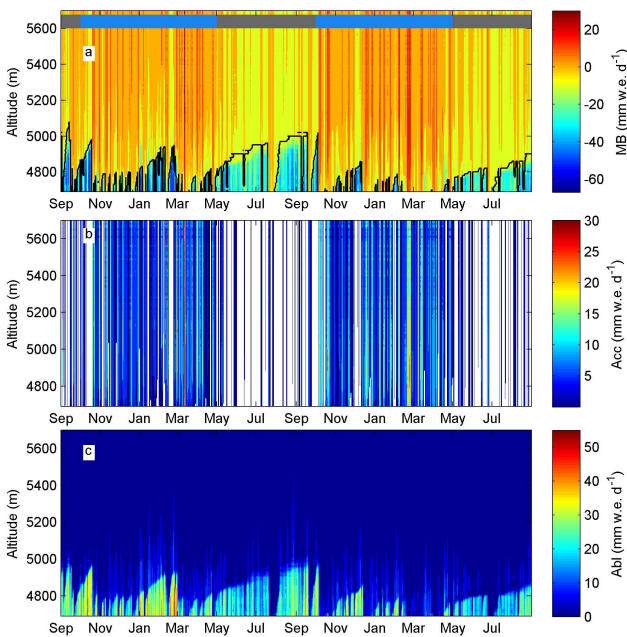 5600
5400
5200
5000
4800
Altitude (m)
a
Sep Nov Jan Mar May Jul Sep Nov Jan Mar May Jul
20
0
-20
-40
-60
MB (mm w.e. d⁻¹)
5600
5400
5200
5000
4800
Altitude (m)
b
Sep Nov Jan Mar May Jul Sep Nov Jan Mar May Jul
30
25
20
15
10
5
Acc (mm w.e. d⁻¹)
5600
5400
5200
5000
4800
Altitude (m)
c
Sep Nov Jan Mar May Jul Sep Nov Jan Mar May Jul
50
40
30
20
10
0
Abl (mm w.e. d⁻¹)